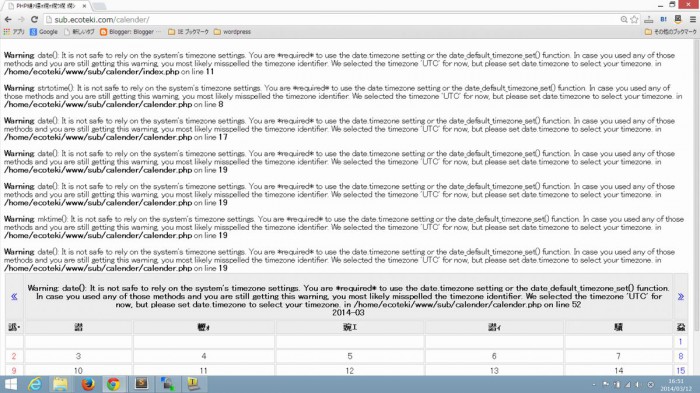 sub.ecoteki.com/calender/
アプリ Google 新しいタブ Blogger: Blogger IE ブックマーク wordpress その他のブックマーク
Warning: date(): It is not safe to rely on the system's timezone settings. You are *required* to use the date.timezone setting or the date_default_timezone_set() function. In case you used any of those
methods and you are still getting this warning, you most likely misspelled the timezone identifier. We selected the timezone 'UTC' for now, but please set date.timezone to select your timezone. in
/home/ecoteki/www/sub/calender/index.php on line 11
Warning: strtotime(): It is not safe to rely on the system's timezone settings. You are *required* to use the date.timezone setting or the date_default_timezone_set() function. In case you used any of
those methods and you are still getting this warning, you most likely misspelled the timezone identifier. We selected the timezone 'UTC' for now, but please set date.timezone to select your timezone. in
/home/ecoteki/www/sub/calender/calender.php on line 8
Warning: date(): It is not safe to rely on the system's timezone settings. You are *required* to use the date.timezone setting or the date_default_timezone_set() function. In case you used any of those
methods and you are still getting this warning, you most likely misspelled the timezone identifier. We selected the timezone 'UTC' for now, but please set date.timezone to select your timezone. in
/home/ecoteki/www/sub/calender/calender.php on line 17
Warning: date(): It is not safe to rely on the system's timezone settings. You are *required* to use the date.timezone setting or the date_default_timezone_set() function. In case you used any of those
methods and you are still getting this warning, you most likely misspelled the timezone identifier. We selected the timezone 'UTC' for now, but please set date.timezone to select your timezone. in
/home/ecoteki/www/sub/calender/calender.php on line 19
Warning: date(): It is not safe to rely on the system's timezone settings. You are *required* to use the date.timezone setting or the date_default_timezone_set() function. In case you used any of those
methods and you are still getting this warning, you most likely misspelled the timezone identifier. We selected the timezone 'UTC' for now, but please set date.timezone to select your timezone. in
/home/ecoteki/www/sub/calender/calender.php on line 19
Warning: mktime(): It is not safe to rely on the system's timezone settings. You are *required* to use the date.timezone setting or the date_default_timezone_set() function. In case you used any of those
methods and you are still getting this warning, you most likely misspelled the timezone identifier. We selected the timezone 'UTC' for now, but please set date.timezone to select your timezone. in
/home/ecoteki/www/sub/calender/calender.php on line 19
Warning: date(): It is not safe to rely on the system's timezone settings. You are *required* to use the date.timezone setting or the date_default_timezone_set() function. In case you used any of those
methods and you are still getting this warning, you most likely misspelled the timezone identifier. We selected the timezone 'UTC' for now, but please set date.timezone to select your timezone. in
/home/ecoteki/www/sub/calender/calender.php on line 19
« Warning: date(): It is not safe to rely on the system's timezone settings. You are *required* to use the date.timezone setting or the date_default_timezone_set() function. »
In case you used any of those methods and you are still getting this warning, you most likely misspelled the timezone identifier. We selected the timezone 'UTC' for
now, but please set date.timezone to select your timezone. in /home/ecoteki/www/sub/calender/calender.php on line 52
2014-03
1
2 3 4 5 6 7 8
9 10 11 12 13 14 15
16:51
2014/03/12